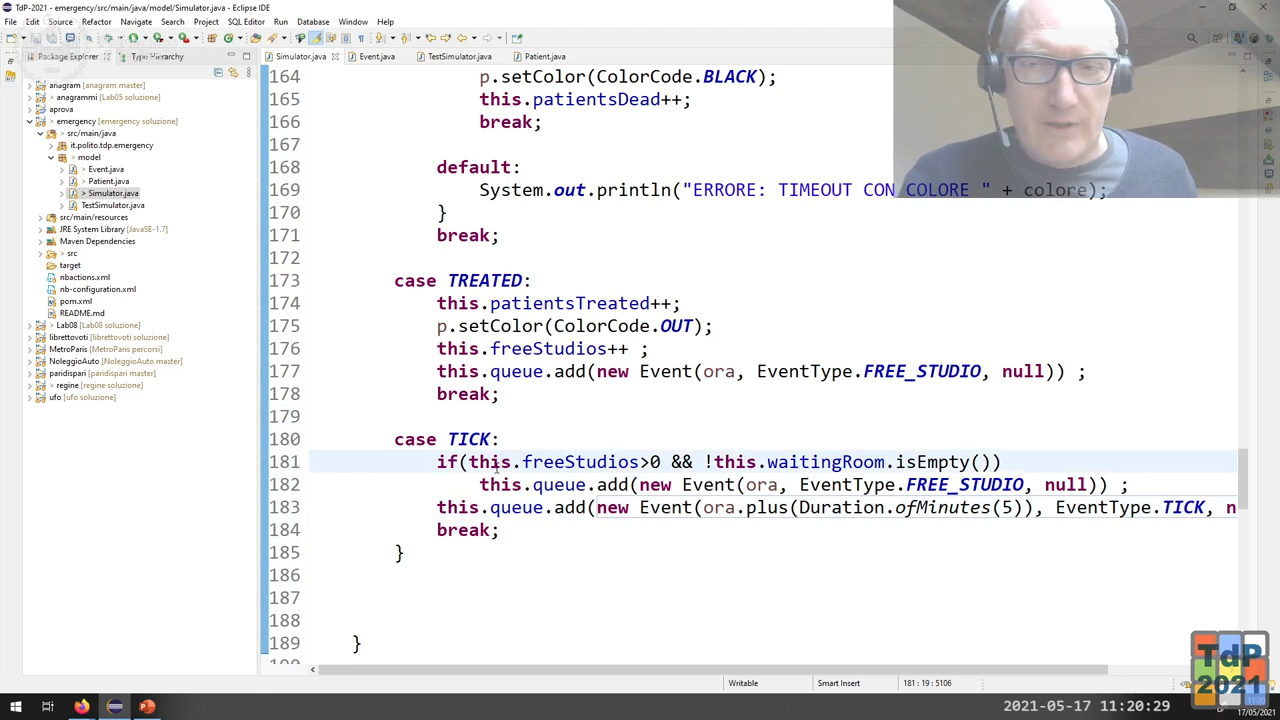 TdP-2021 - emergency/src/main/java/model/Simulator.java - Eclipse IDE
File Edit Source Refactor Navigate Search Project SQL Editor Run Database Window Help
Package Explorer Type Hierarchy
Simulator.java Event.java TestSimulator.java Patient.java
anagram [anagram master]
anagrammi [Lab05 soluzione]
aprova
emergency [emergency soluzione]
src/main/java
it.polito.tdp.emergency
model
Event.java
Patient.java
Simulator.java
TestSimulator.java
src/main/resources
JRE System Library [JavaSE-1.7]
Maven Dependencies
src
target
nbactions.xml
nb-configuration.xml
pom.xml
README.md
Lab08 [Lab08 soluzione]
librettovoti [librettovoti soluzione]
MetroParis [MetroParis percorsi]
NoleggioAuto [NoleggioAuto master]
paridispari [paridispari master]
regine [regine soluzione]
ufo [ufo soluzione]
164 p.setColor(ColorCode.BLACK);
165 this.patientsDead++;
166 break;
167
168 default:
169 System.out.println("ERRORE: TIMEOUT CON COLORE " + colore);
170 }
171 break;
172
173 case TREATED:
174 this.patientsTreated++;
175 p.setColor(ColorCode.OUT);
176 this.freeStudios++ ;
177 this.queue.add(new Event(ora, EventType.FREE_STUDIO, null)) ;
178 break;
179
180 case TICK:
181 if(this.freeStudios>0 && !this.waitingRoom.isEmpty())
182 this.queue.add(new Event(ora, EventType.FREE_STUDIO, null)) ;
183 this.queue.add(new Event(ora.plus(Duration.ofMinutes(5)), EventType.TICK, n
184 break;
185 }
186
187
188
189 }
Writable Smart Insert 181 : 19 : 5106
TdP
2021
2021-05-17 11:20:29
17/05/2021